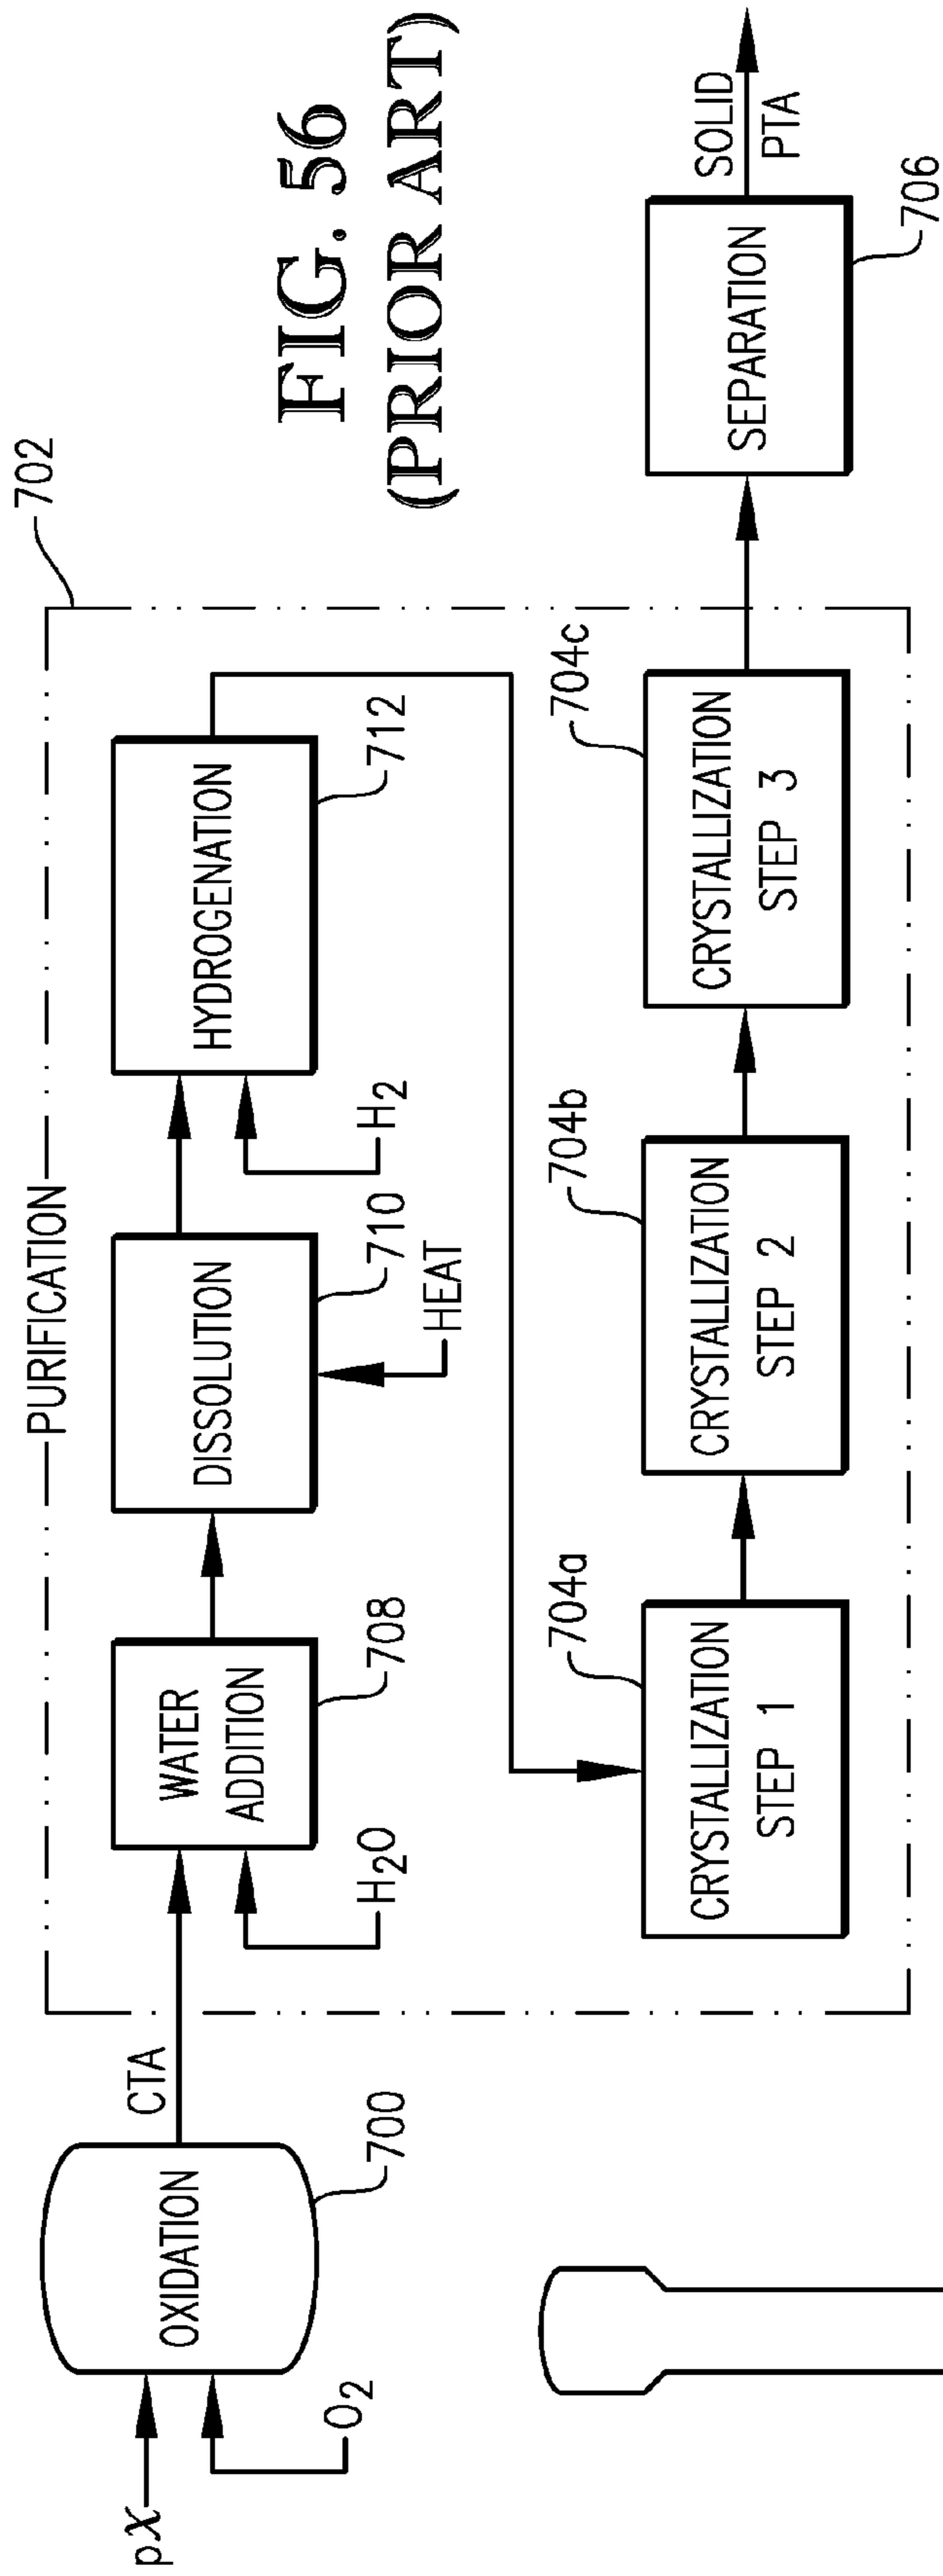 FIG. 56
(PRIOR ART)
pX
O2
OXIDATION
700
CTA
PURIFICATION
702
H2O
WATER
ADDITION
708
DISSOLUTION
710
HEAT
H2
HYDROGENATION
712
CRYSTALLIZATION
STEP 1
704a
CRYSTALLIZATION
STEP 2
704b
CRYSTALLIZATION
STEP 3
704c
SEPARATION
706
SOLID
PTA